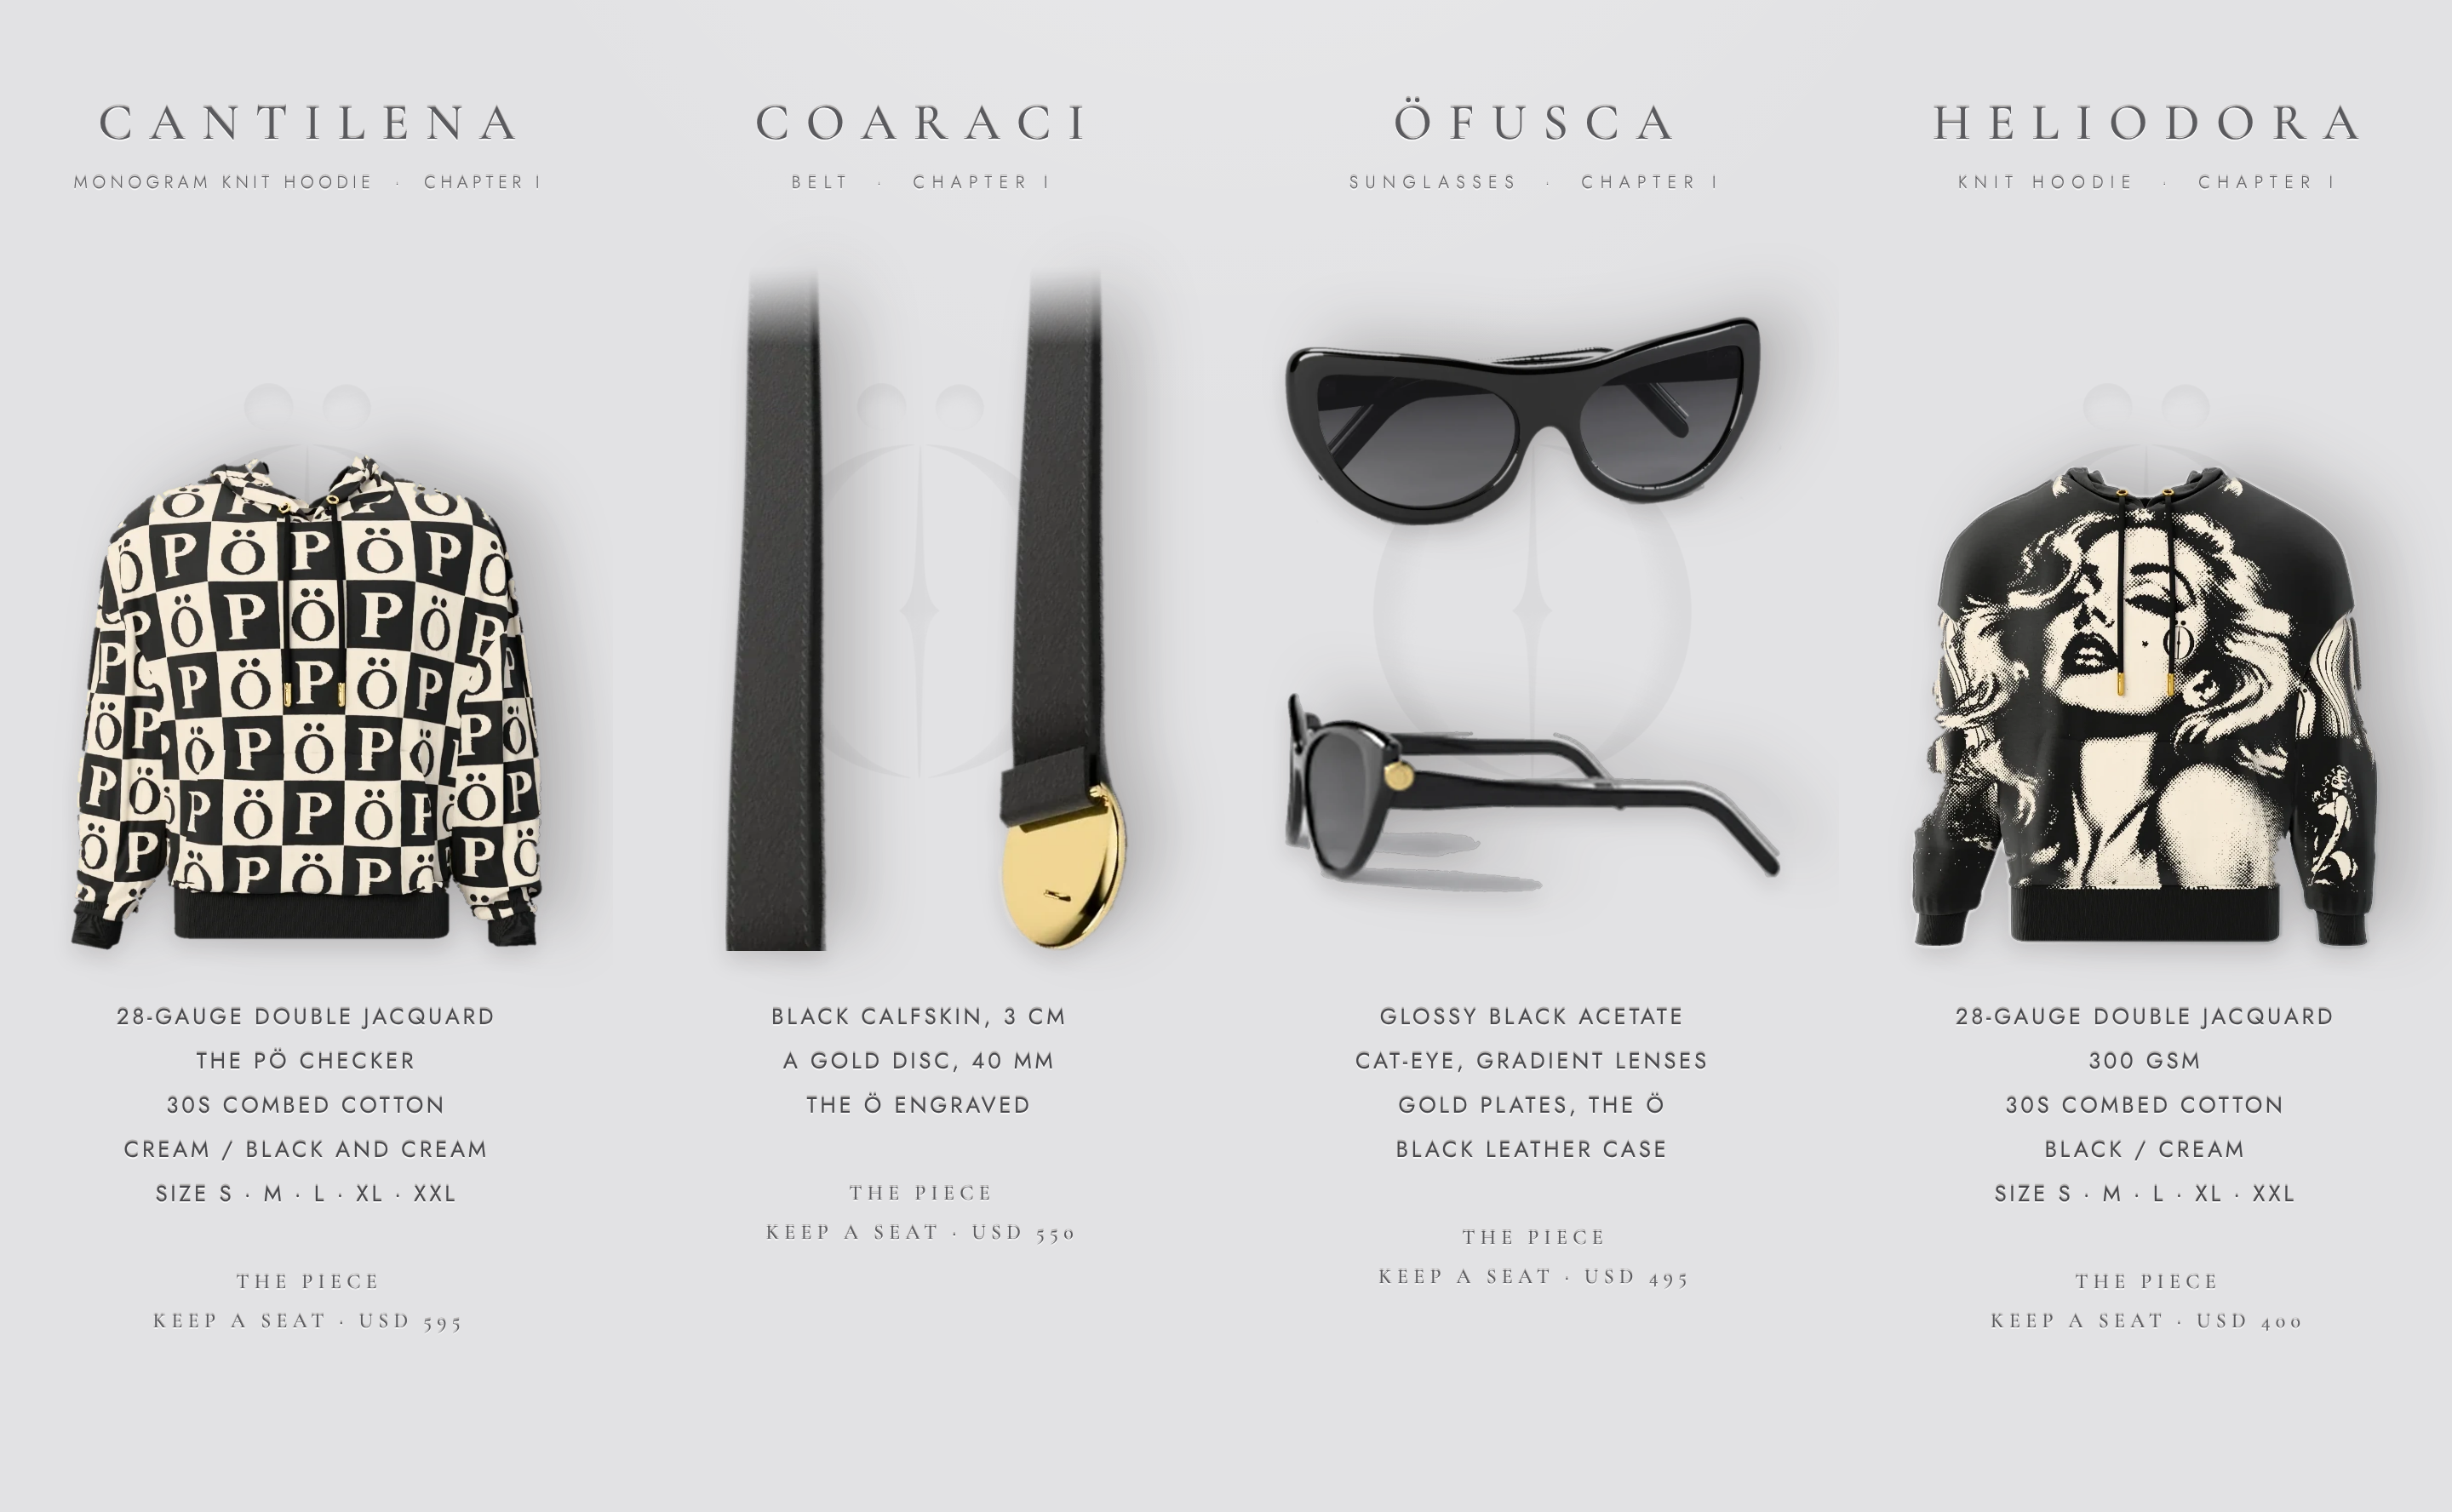 CANTILENA
MONOGRAM KNIT HOODIE · CHAPTER I
Ö P Ö P Ö P Ö
Ö P Ö P Ö P
P Ö P Ö P
Ö P Ö P Ö
P Ö P Ö P
Ö P Ö P Ö
28-GAUGE DOUBLE JACQUARD
THE PÖ CHECKER
30S COMBED COTTON
CREAM / BLACK AND CREAM
SIZE S · M · L · XL · XXL
THE PIECE
KEEP A SEAT · USD 595
COARACI
BELT · CHAPTER I
BLACK CALFSKIN, 3 CM
A GOLD DISC, 40 MM
THE Ö ENGRAVED
THE PIECE
KEEP A SEAT · USD 550
ÖFUSCA
SUNGLASSES · CHAPTER I
GLOSSY BLACK ACETATE
CAT-EYE, GRADIENT LENSES
GOLD PLATES, THE Ö
BLACK LEATHER CASE
THE PIECE
KEEP A SEAT · USD 495
HELIODORA
KNIT HOODIE · CHAPTER I
Ö
28-GAUGE DOUBLE JACQUARD
300 GSM
30S COMBED COTTON
BLACK / CREAM
SIZE S · M · L · XL · XXL
THE PIECE
KEEP A SEAT · USD 400